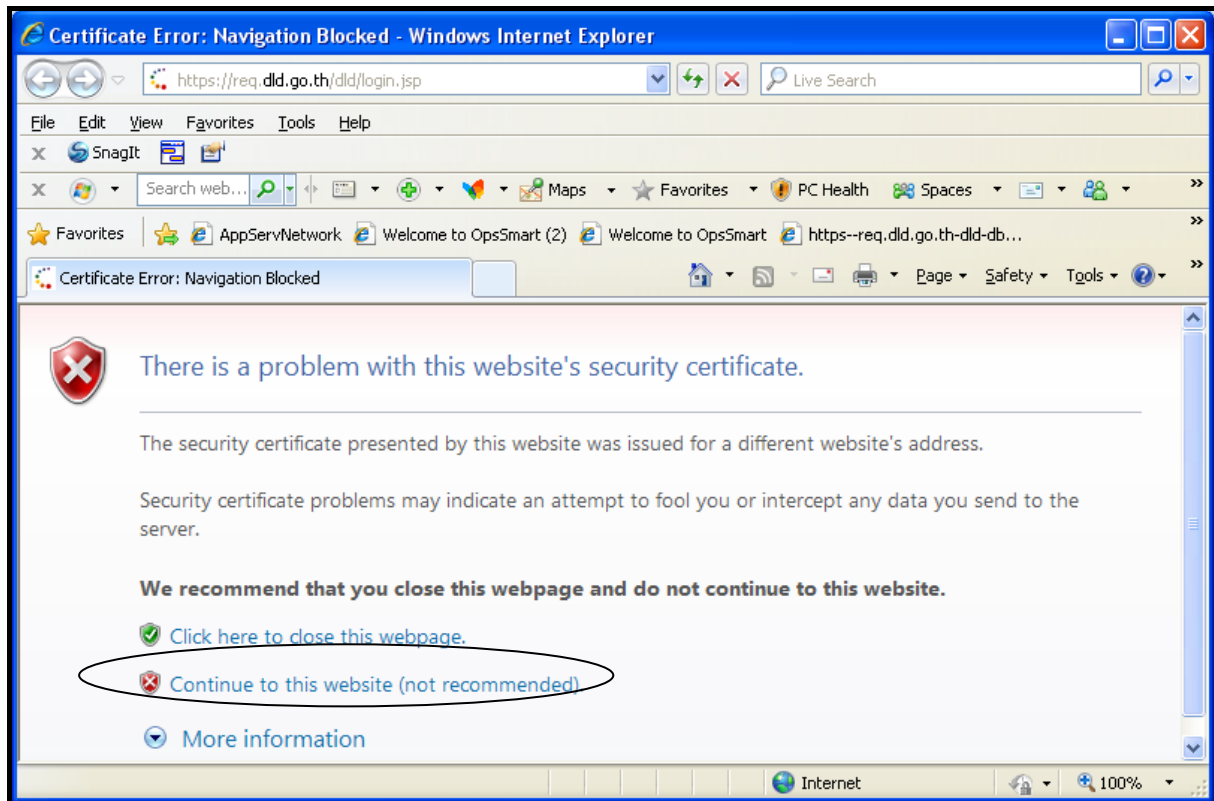 Certificate Error: Navigation Blocked - Windows Internet Explorer
https://req.dld.go.th/dld/login.jsp Live Search
File Edit View Favorites Tools Help
x SnagIt
x Search web... Maps Favorites PC Health Spaces »
Favorites AppServNetwork Welcome to OpsSmart (2) Welcome to OpsSmart https--req.dld.go.th-dld-db... »
Certificate Error: Navigation Blocked Page Safety Tools »
There is a problem with this website's security certificate.
The security certificate presented by this website was issued for a different website's address.
Security certificate problems may indicate an attempt to fool you or intercept any data you send to the
server.
We recommend that you close this webpage and do not continue to this website.
Click here to close this webpage.
Continue to this website (not recommended).
More information
Internet 100%